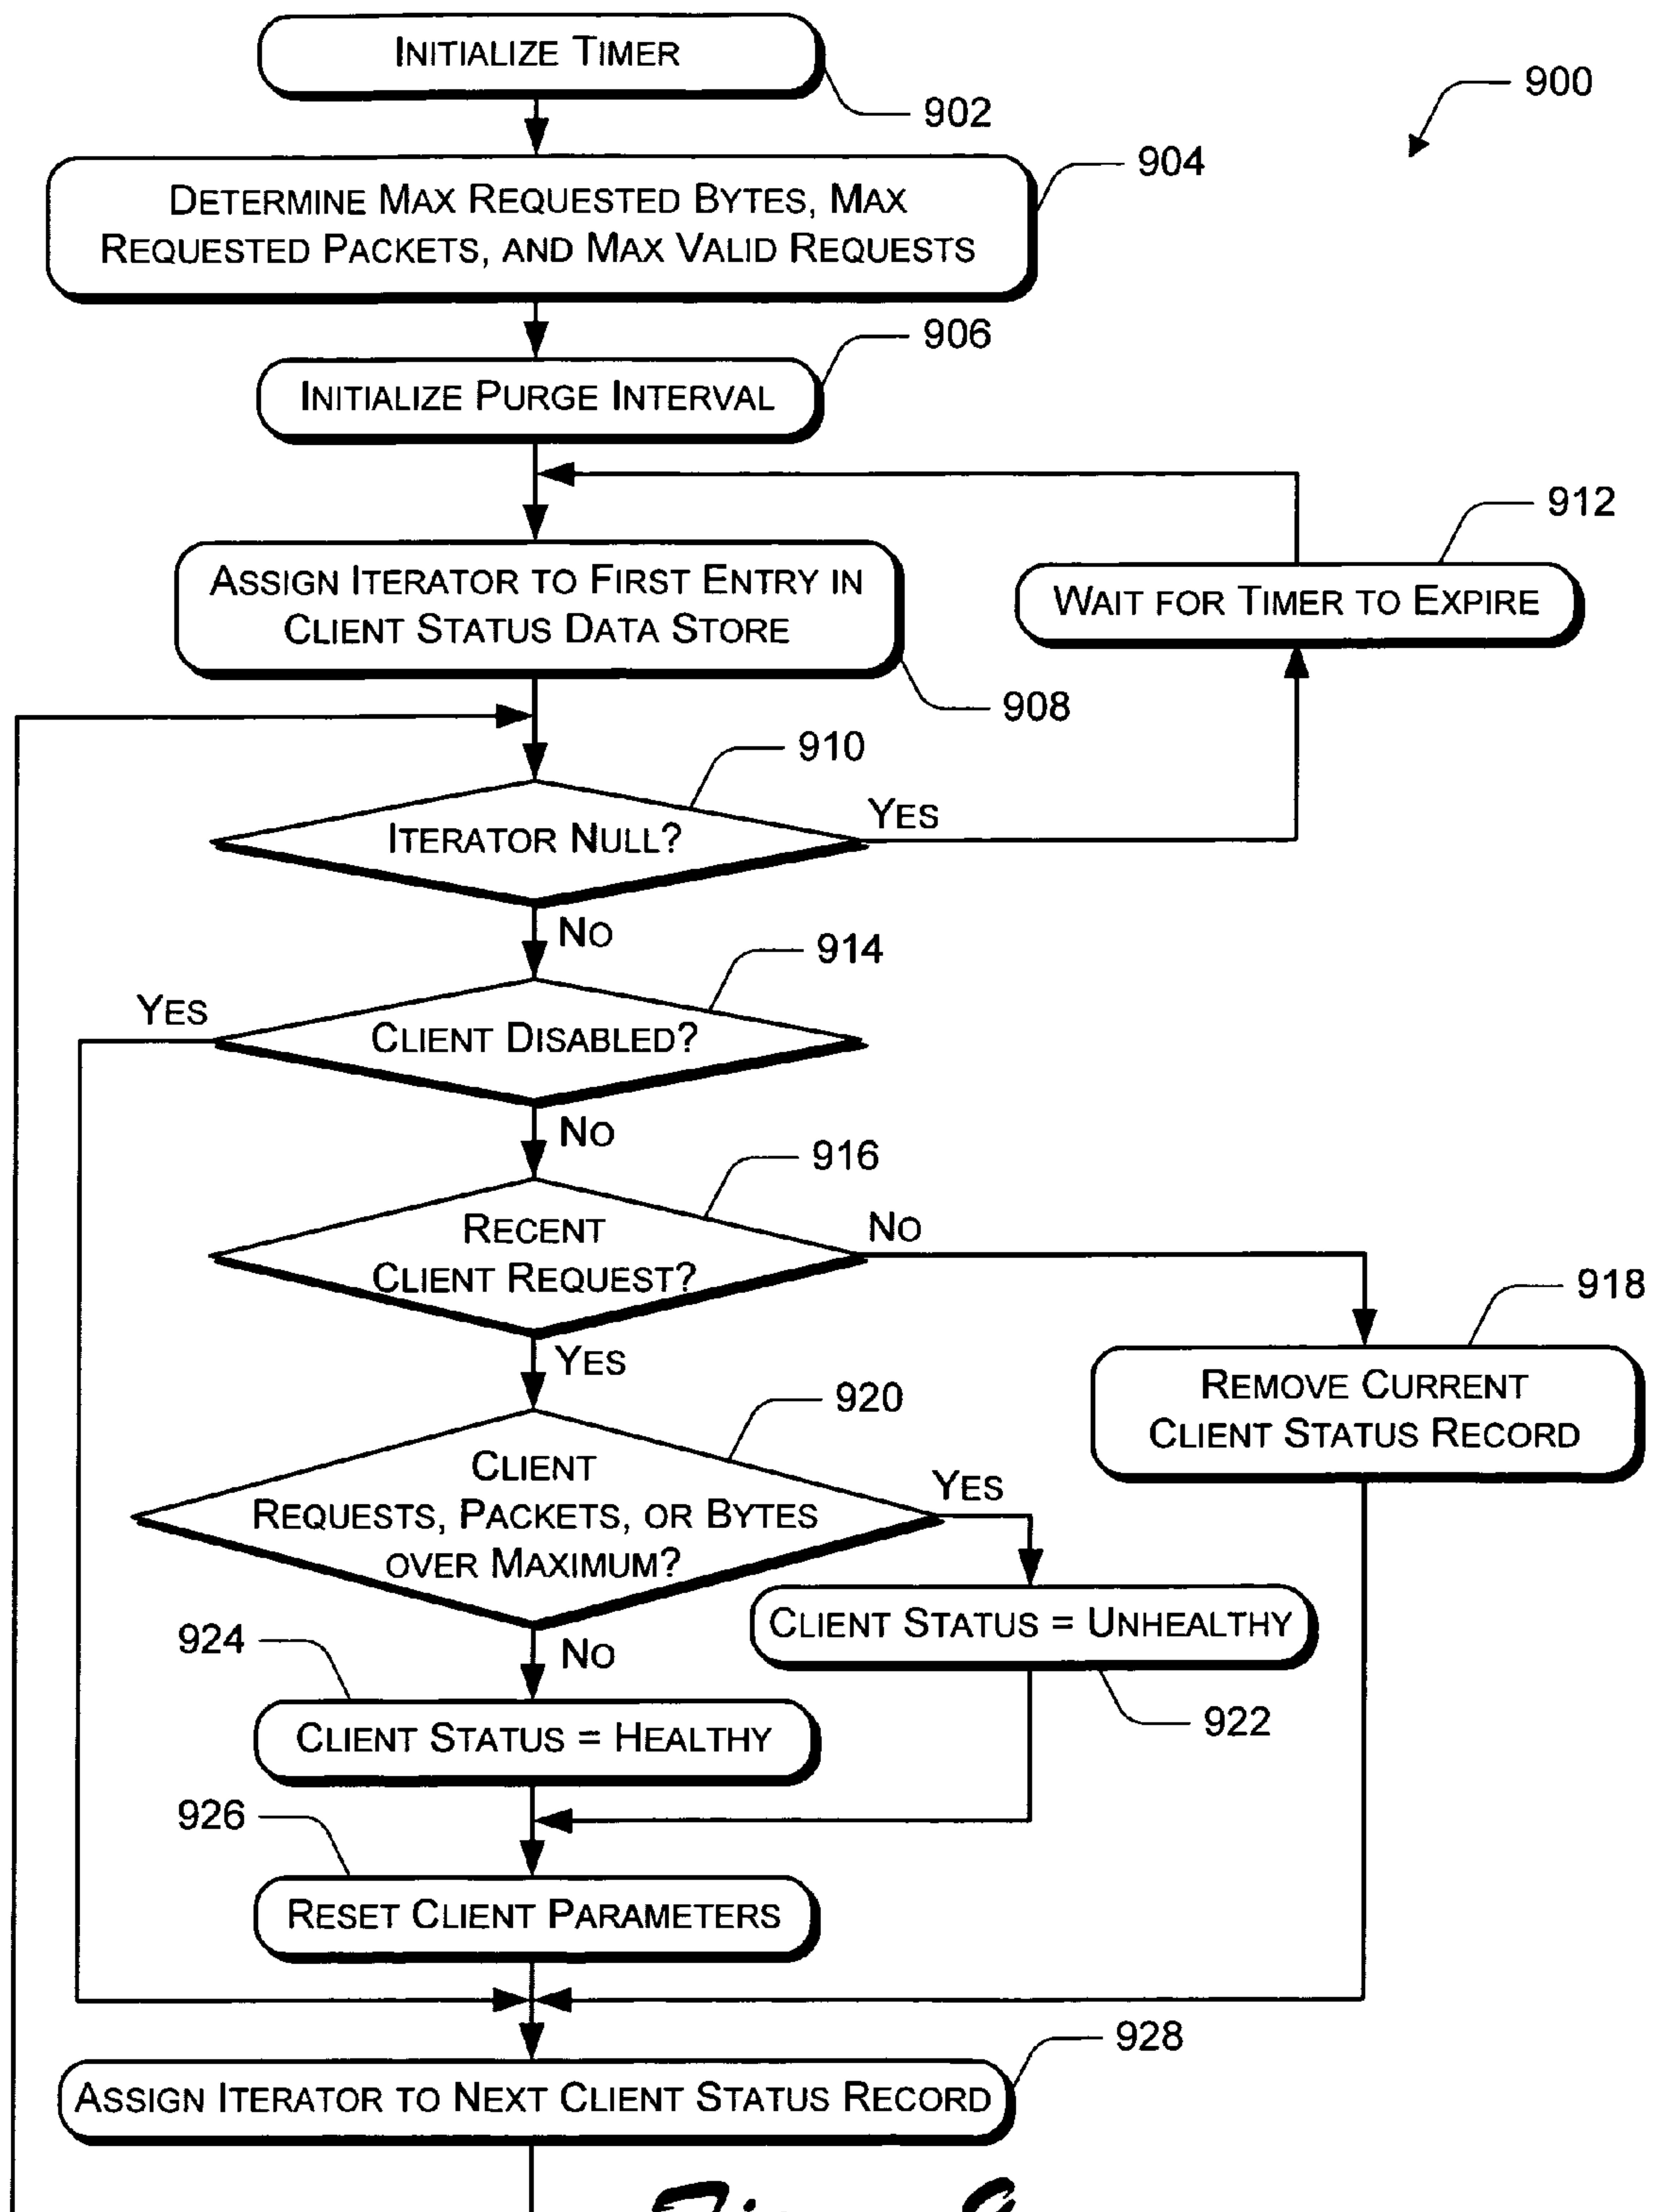 INITIALIZE TIMER
902
900
DETERMINE MAX REQUESTED BYTES, MAX
REQUESTED PACKETS, AND MAX VALID REQUESTS
904
906
INITIALIZE PURGE INTERVAL
912
ASSIGN ITERATOR TO FIRST ENTRY IN
CLIENT STATUS DATA STORE
WAIT FOR TIMER TO EXPIRE
908
910
ITERATOR NULL?
YES
NO
914
YES
CLIENT DISABLED?
NO
916
RECENT
CLIENT REQUEST?
NO
918
YES
REMOVE CURRENT
CLIENT STATUS RECORD
920
CLIENT
REQUESTS, PACKETS, OR BYTES
OVER MAXIMUM?
YES
CLIENT STATUS = UNHEALTHY
922
924
NO
CLIENT STATUS = HEALTHY
926
RESET CLIENT PARAMETERS
928
ASSIGN ITERATOR TO NEXT CLIENT STATUS RECORD